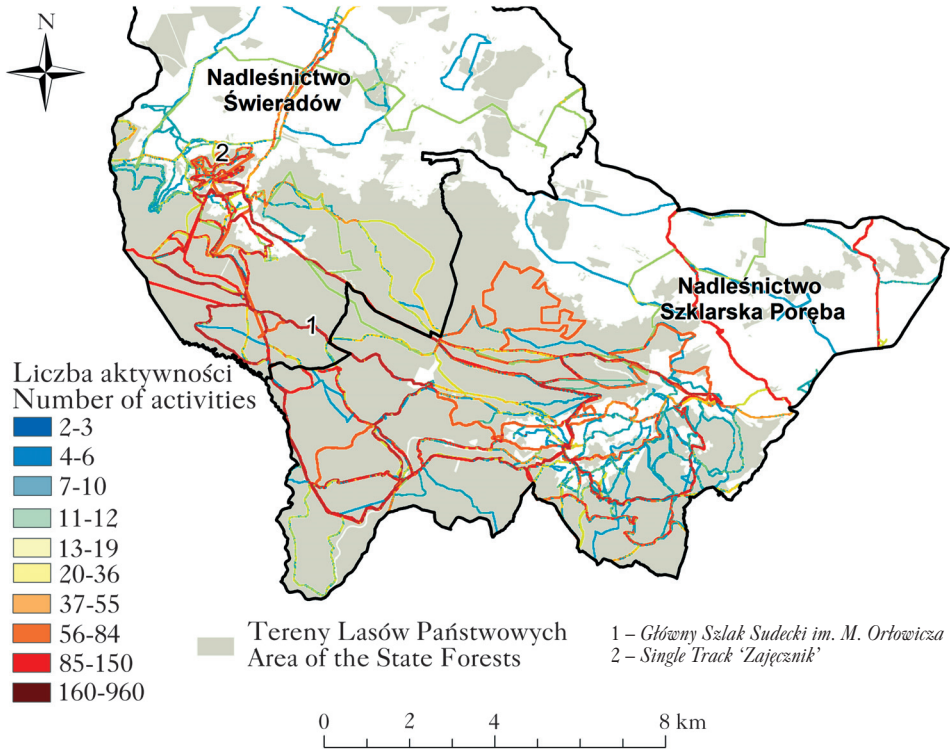 N
Nadleśnictwo
Świeradów
2
Nadleśnictwo
Szklarska Poręba
1
Liczba aktywności
Number of activities
2-3
4-6
7-10
11-12
13-19
20-36
37-55
56-84
85-150
160-960
Tereny Lasów Państwowych
Area of the State Forests
1 – Główny Szlak Sudecki im. M. Orłowicza
2 – Single Track ‘Zajęcznik’
0 2 4 8 km